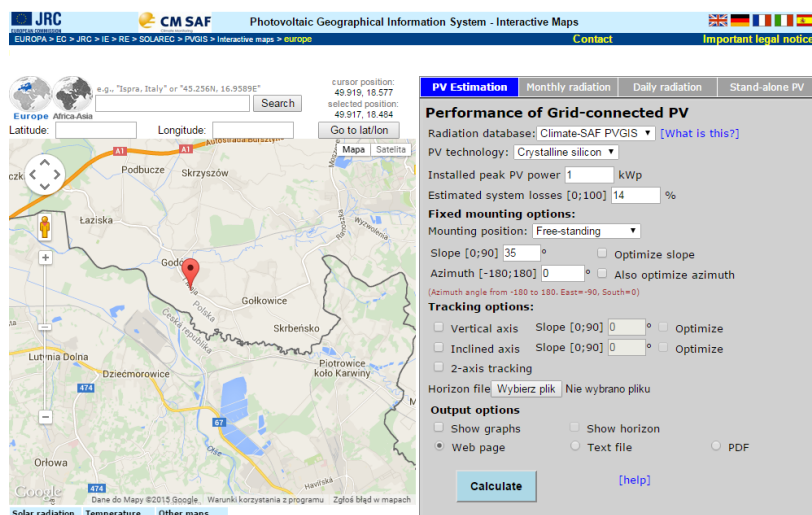 JRC
EUROPEAN COMMISSION
CM SAF
Photovoltaic Geographical Information System - Interactive Maps
EUROPA > EC > JRC > IE > RE > SOLAREC > PVGIS > Interactive maps > europe
Contact
Important legal notice
e.g., "Ispra, Italy" or "45.256N, 16.9589E"
Search
Europe Africa-Asia
cursor position:
49.919, 18.577
selected position:
49.917, 18.484
Latitude:
Longitude:
Go to lat/lon
Mapa Satelita
Autostrada Bursztynowa
A1
A1
Podbucze
Skrzyszów
Łaziska
Wyzwolenia
Godów
Gołkowice
Polska
Česká republika
Skrbeńsko
Lutynia Dolna
Dziećmorowice
Piotrowice
koło Karwiny
474
67
Olše
Orłowa
474
Havířská
Google
Dane do Mapy ©2015 Google
Warunki korzystania z programu
Zgłoś błąd w mapach
Solar radiation Temperature Other maps
PV Estimation Monthly radiation Daily radiation Stand-alone PV
Performance of Grid-connected PV
Radiation database: Climate-SAF PVGIS [What is this?]
PV technology: Crystalline silicon
Installed peak PV power 1 kWp
Estimated system losses [0;100] 14 %
Fixed mounting options:
Mounting position: Free-standing
Slope [0;90] 35 ° Optimize slope
Azimuth [-180;180] 0 ° Also optimize azimuth
(Azimuth angle from -180 to 180. East=-90, South=0)
Tracking options:
Vertical axis Slope [0;90] 0 ° Optimize
Inclined axis Slope [0;90] 0 ° Optimize
2-axis tracking
Horizon file Wybierz plik Nie wybrano pliku
Output options
Show graphs Show horizon
Web page Text file PDF
Calculate
[help]